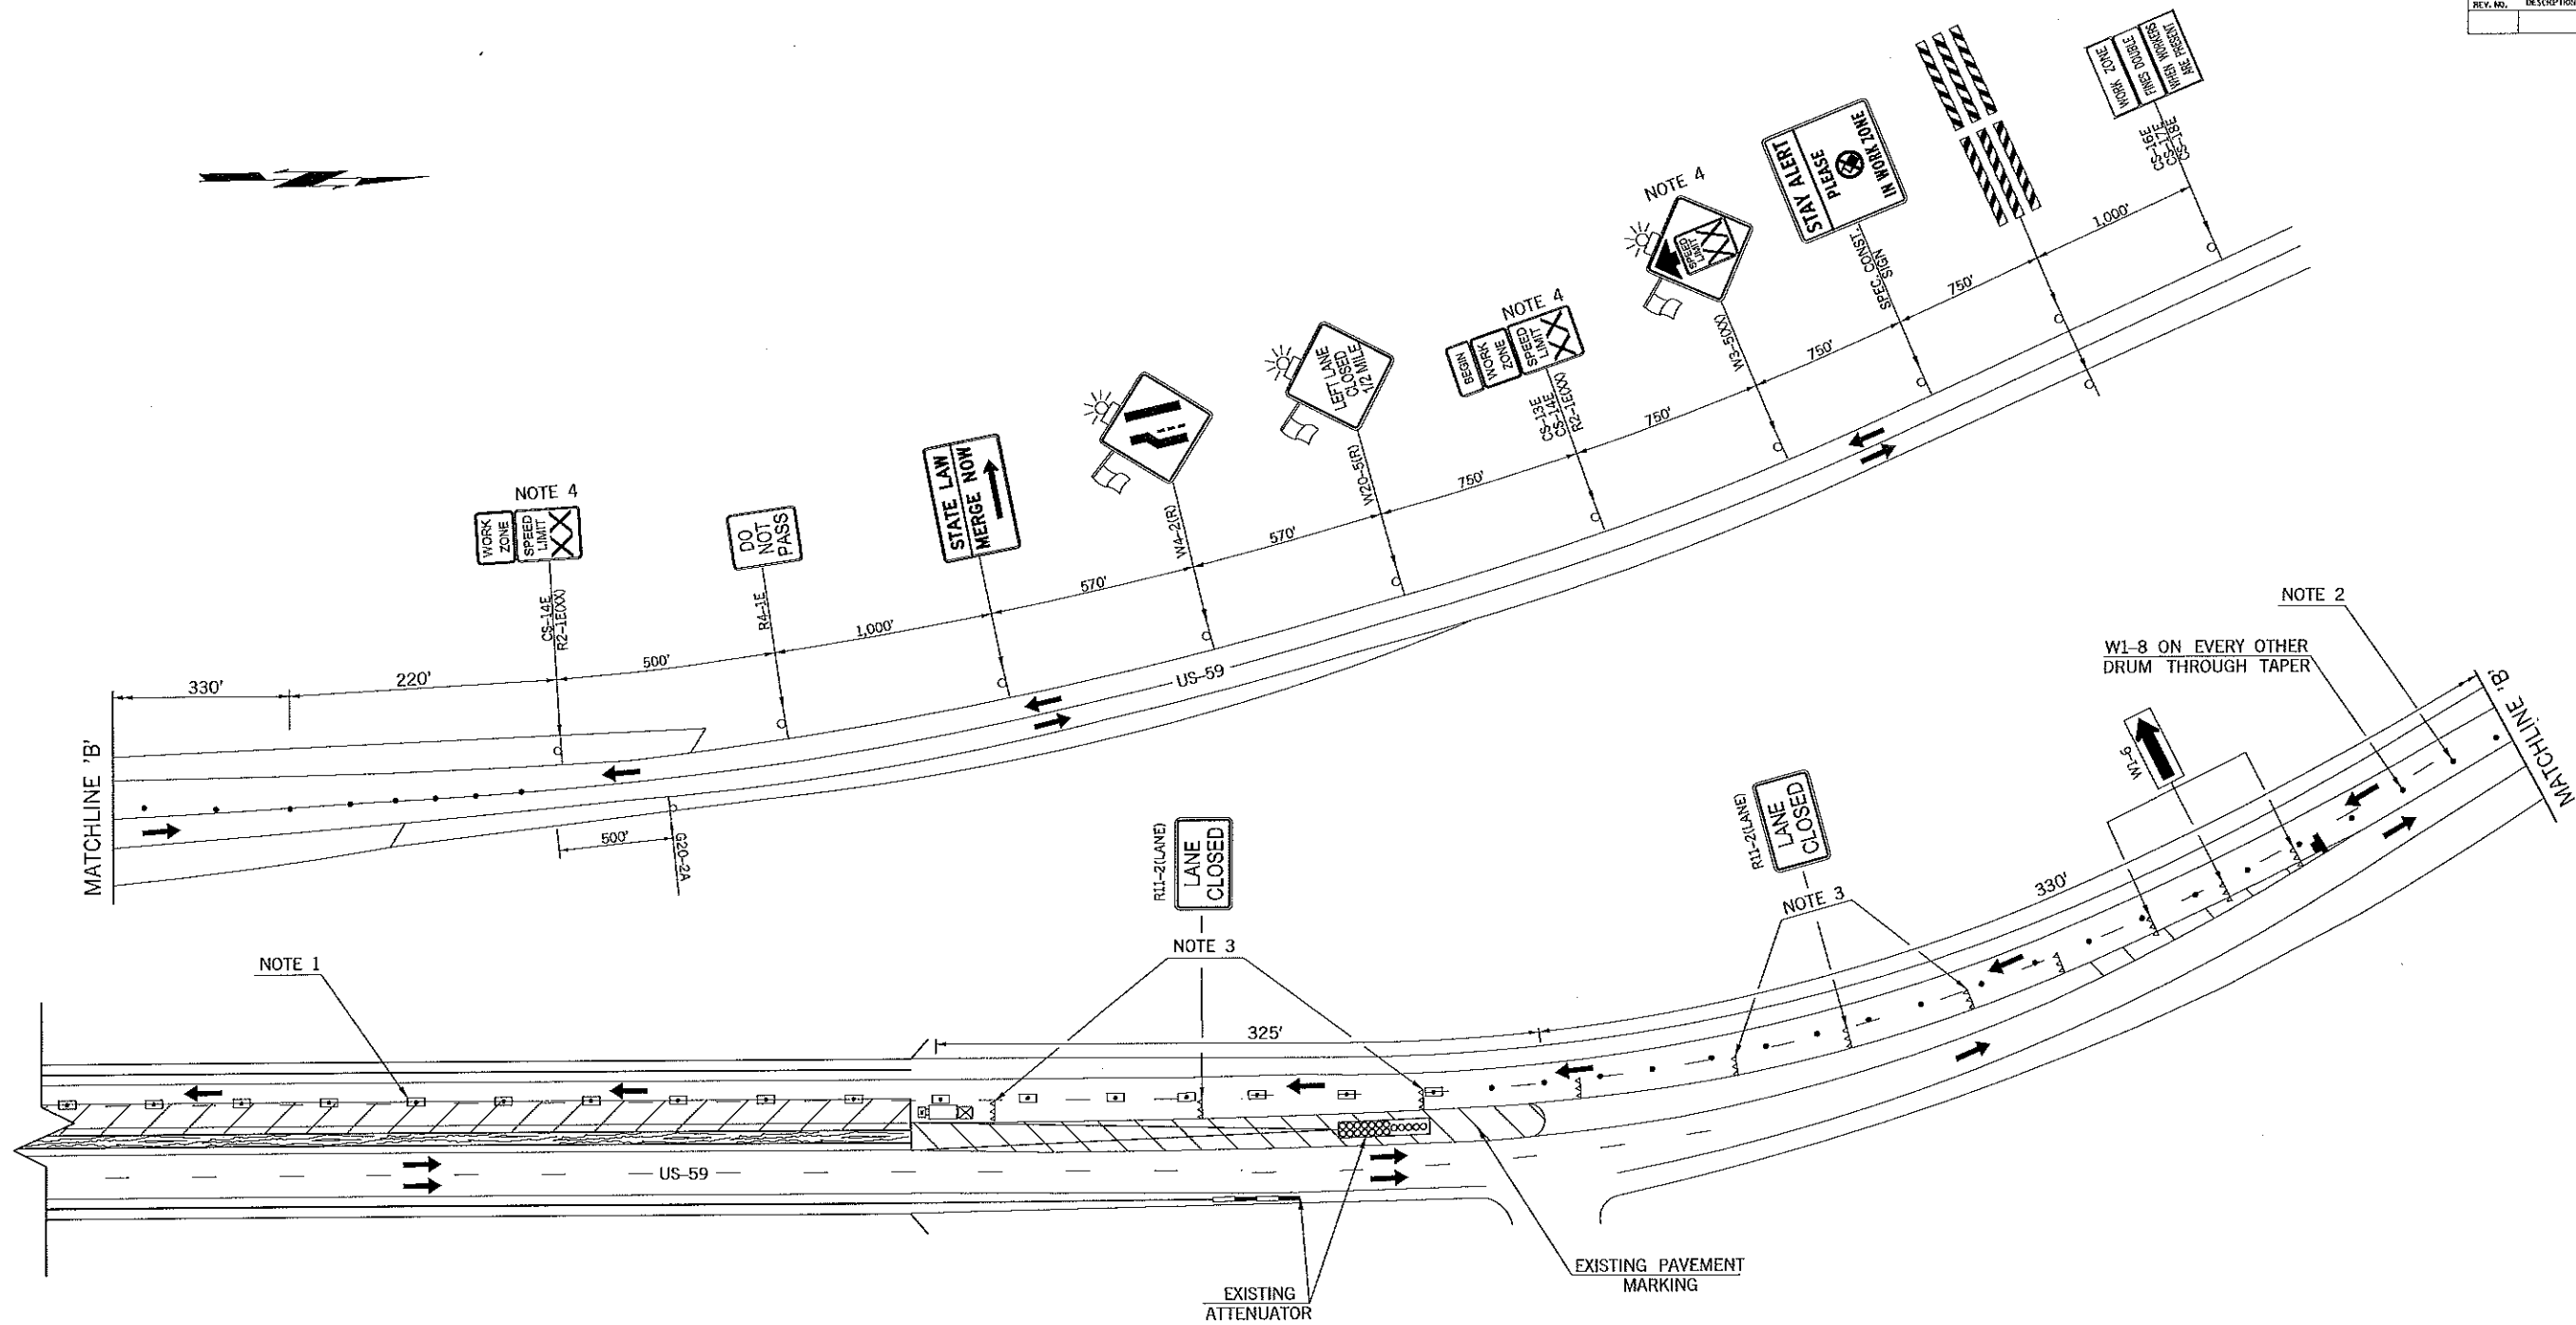 REV. NO. DESCRIPTION
WORK ZONE
FINES DOUBLE
WHEN WORKERS
ARE PRESENT
CS-16E
CS-17E
CS-18E
1,000'
STAY ALERT
PLEASE
IN WORK ZONE
SPEC. CONST.
SIGN
750'
NOTE 4
SPEED
LIMIT
XX
W3-5(XX)
750'
NOTE 4
BEGIN
WORK
ZONE
SPEED
LIMIT
XX
CS-13E
CS-14E
R2-1E(XX)
750'
LEFT LANE
CLOSED
1/2 MILE
W20-5(R)
750'
W4-2(R)
570'
STATE LAW
MERGE NOW
570'
DO
NOT
PASS
R4-1E
1,000'
NOTE 4
WORK
ZONE
SPEED
LIMIT
XX
CS-14E
R2-1E(XX)
500'
220'
330'
US-59
MATCHLINE 'B'
500'
G20-2A
NOTE 2
W1-8 ON EVERY OTHER
DRUM THROUGH TAPER
MATCHLINE 'B'
W1-6
R11-2(LANE)
LANE
CLOSED
R11-2(LANE)
LANE
CLOSED
330'
NOTE 3
NOTE 3
NOTE 1
325'
US-59
EXISTING PAVEMENT
MARKING
EXISTING
ATTENUATOR